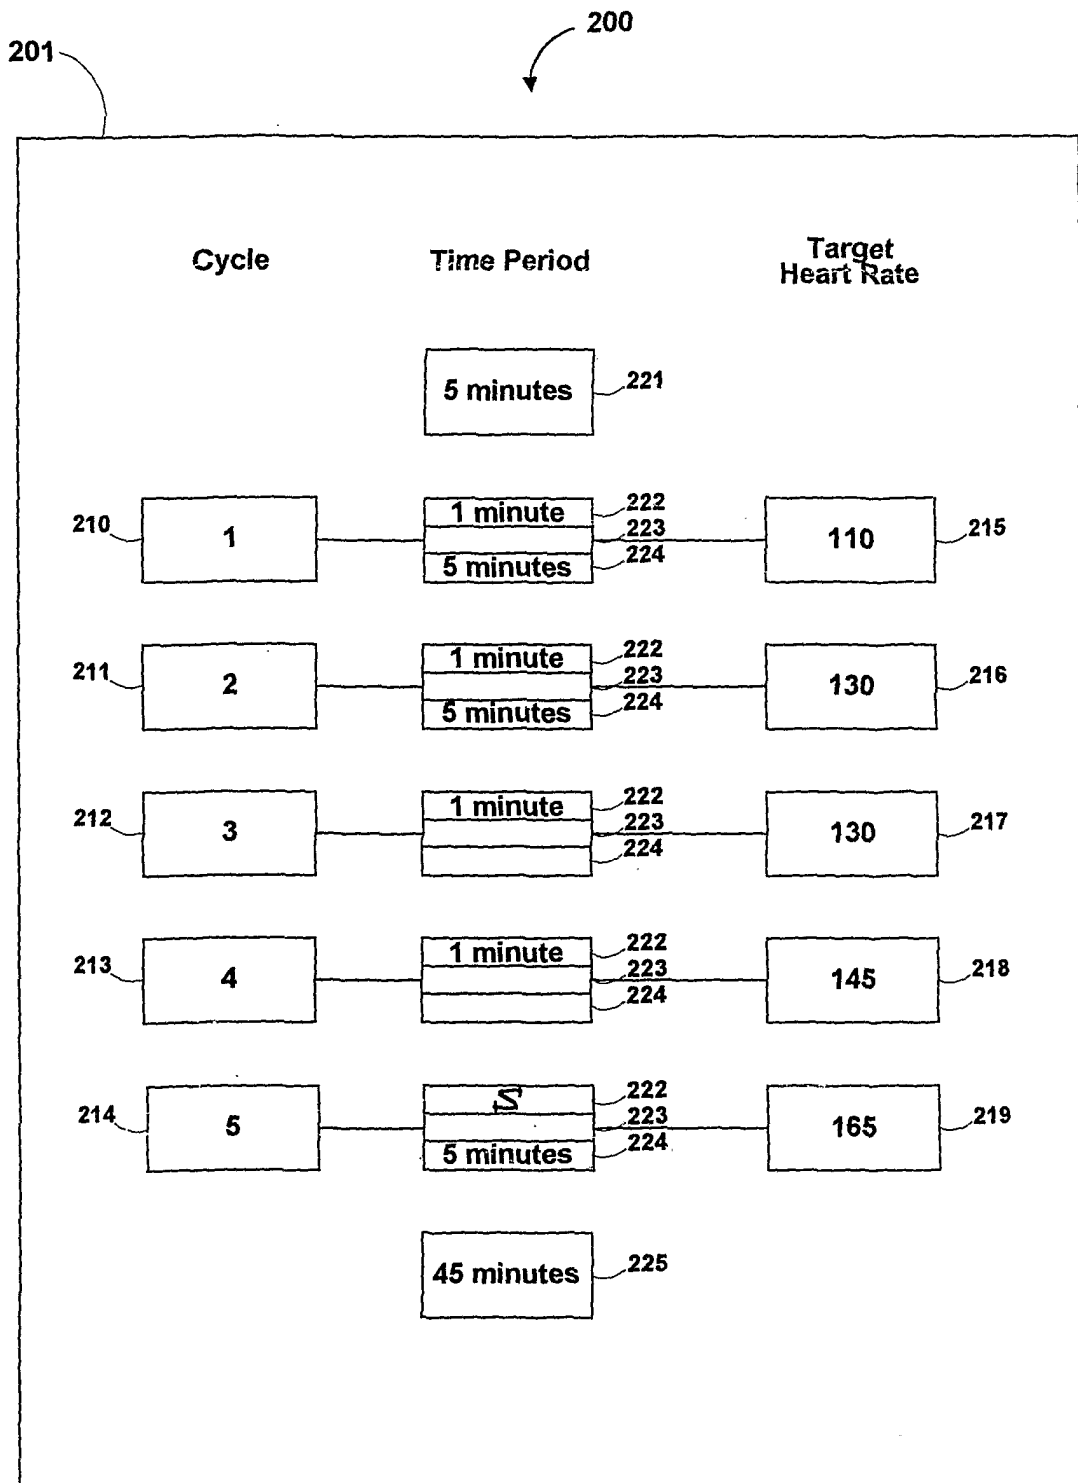 200
201
Cycle Time Period Target Heart Rate
5 minutes 221
210 1 1 minute 222 110 215
223
5 minutes 224
211 2 1 minute 222 130 216
223
5 minutes 224
212 3 1 minute 222 130 217
223
224
213 4 1 minute 222 145 218
223
224
214 5 222 165 219
223
5 minutes 224
45 minutes 225